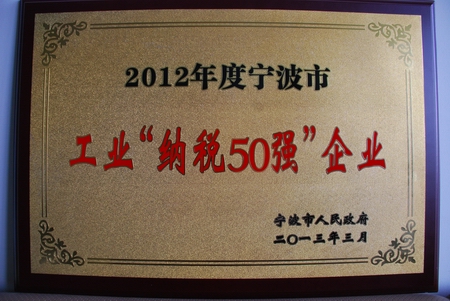 2012年度宁波市
工业“纳税50强”企业
宁波市人民政府
二〇一三年三月